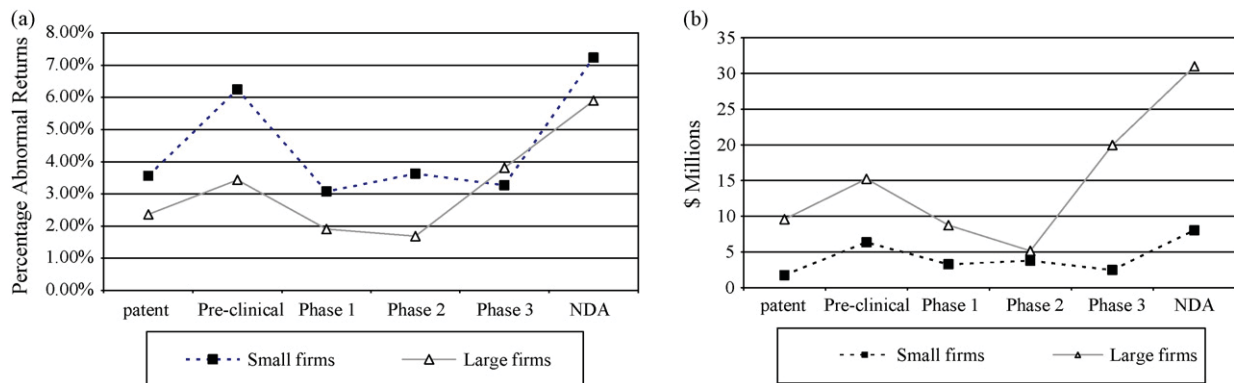 (a)
Percentage Abnormal Returns
8.00%
7.00%
6.00%
5.00%
4.00%
3.00%
2.00%
1.00%
0.00%
patent Pre-clinical Phase 1 Phase 2 Phase 3 NDA
Small firms Large firms
(b)
$ Millions
35
30
25
20
15
10
5
0
patent Pre-clinical Phase 1 Phase 2 Phase 3 NDA
Small firms Large firms